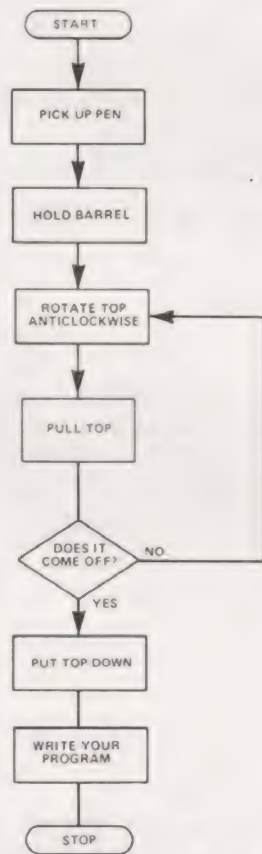 START
PICK UP PEN
HOLD BARREL
ROTATE TOP
ANTICLOCKWISE
PULL TOP
DOES IT
COME OFF?
NO
YES
PUT TOP DOWN
WRITE YOUR
PROGRAM
STOP